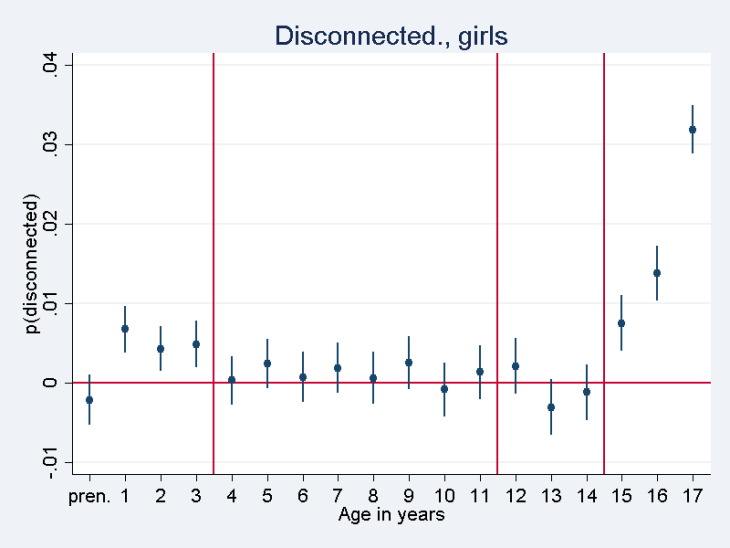 Disconnected., girls
.04
.03
.02
.01
0
-.01
p(disconnected)
pren. 1 2 3 4 5 6 7 8 9 10 11 12 13 14 15 16 17
Age in years